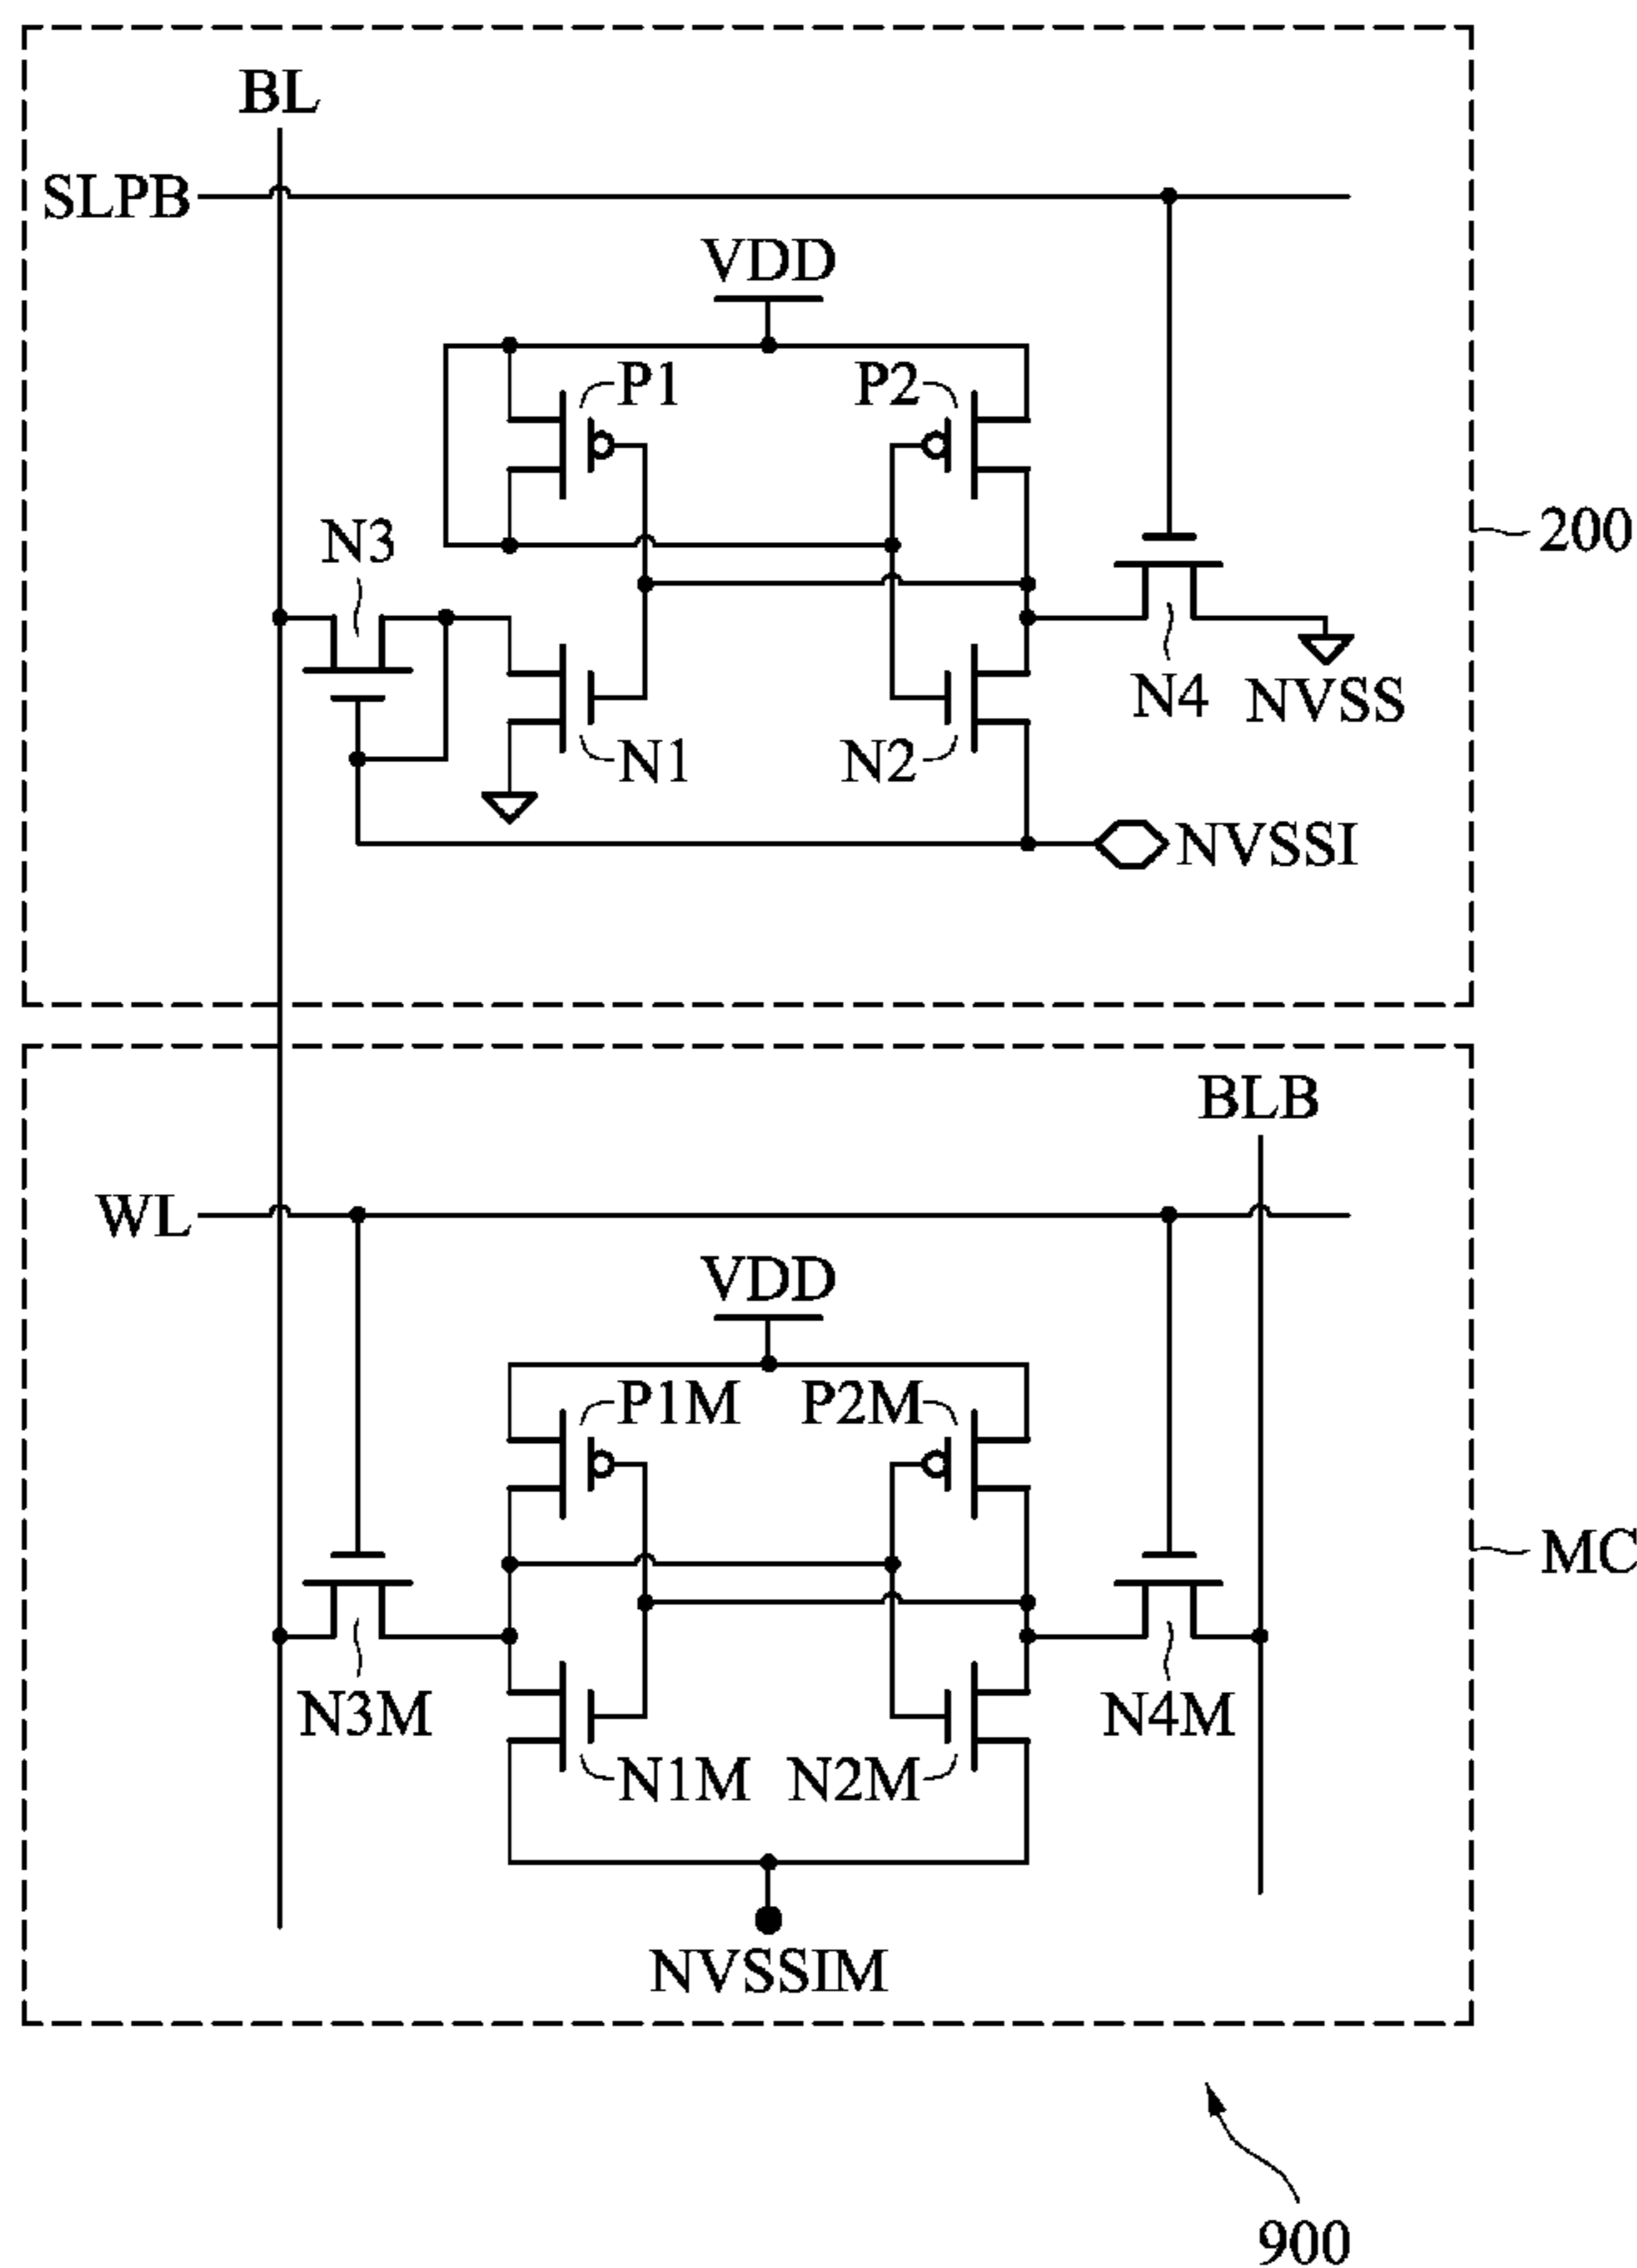 BL
SLPB
VDD
P1
P2
N3
200
N4
NVSS
N1
N2
NVSSI
BLB
WL
VDD
P1M
P2M
MC
N3M
N4M
N1M
N2M
NVSSIM
900